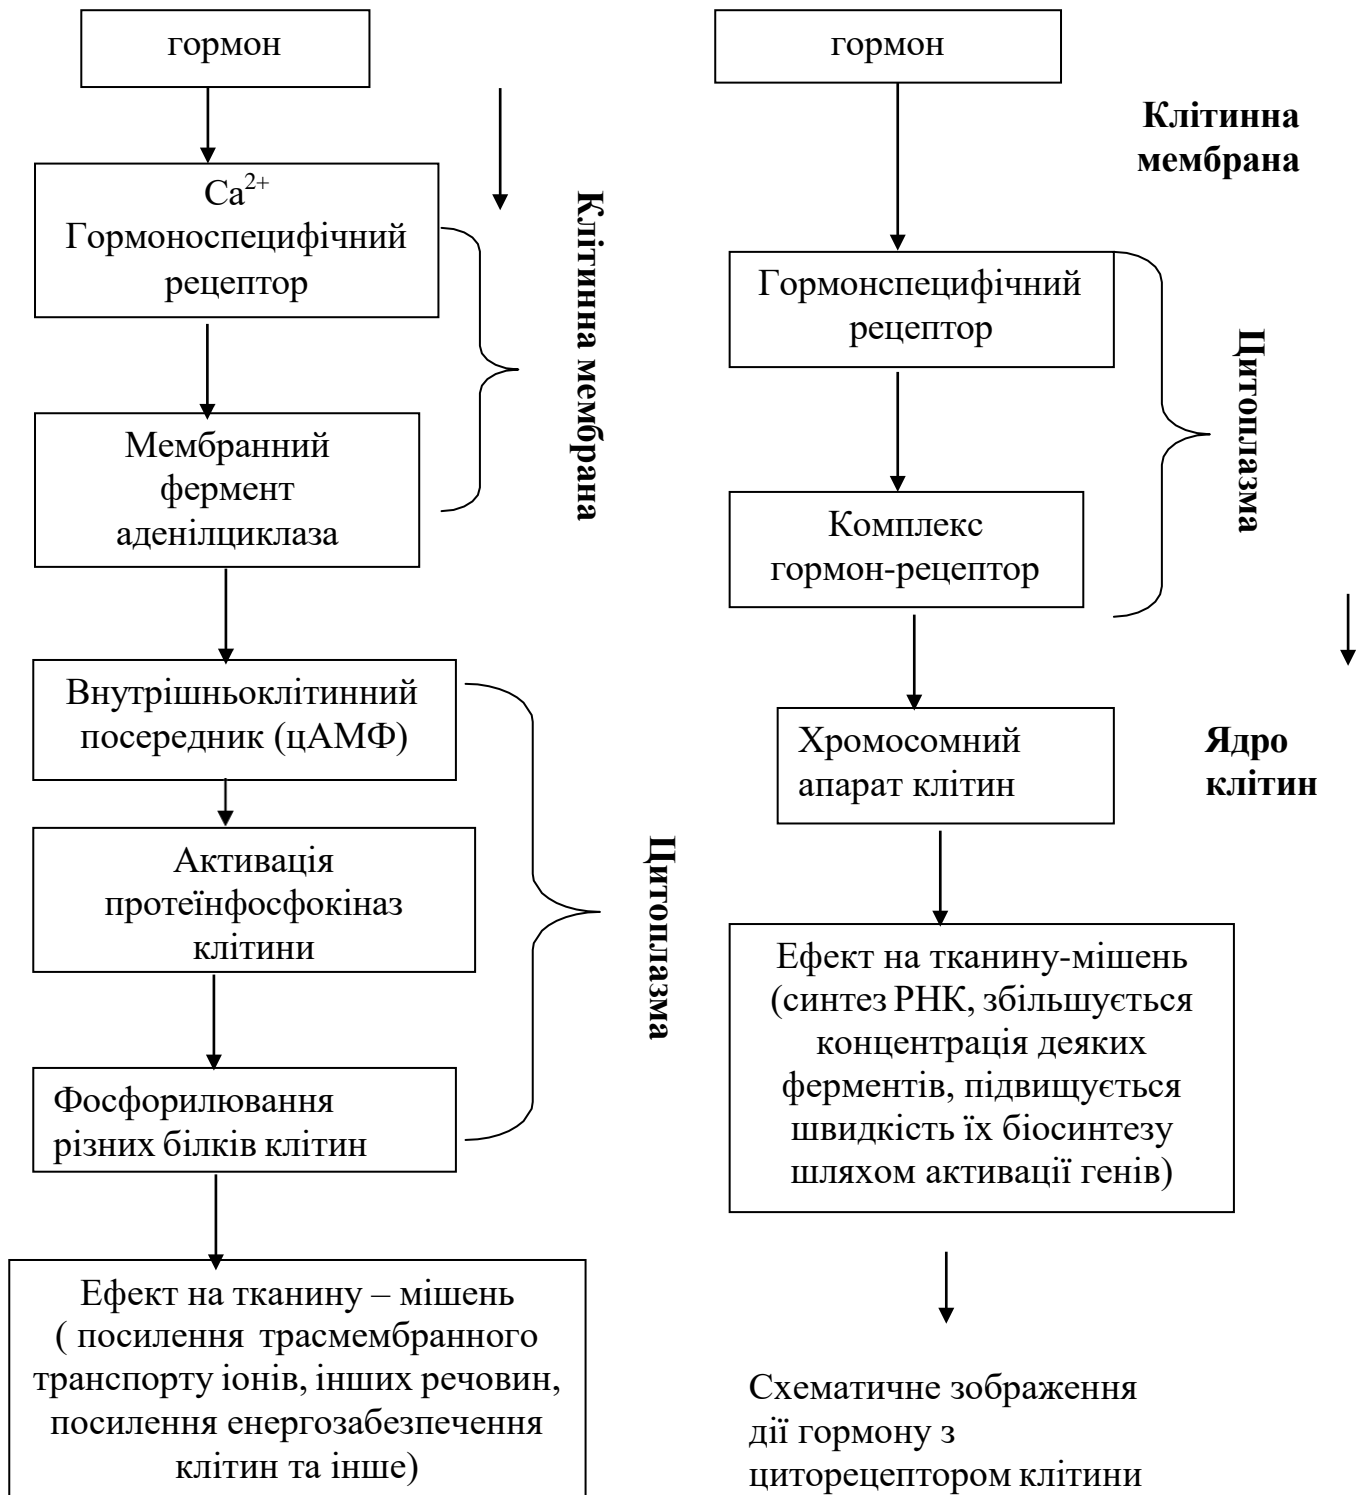 гормон
Ca2+
Гормоноспецифічний
рецептор
Мембранний
фермент
аденілциклаза
Клітинна мембрана
Внутрішньоклітинний
посередник (цАМФ)
Активація
протеїнфосфокіназ
клітини
Фосфорилювання
різних білків клітин
Цитоплазма
Ефект на тканину – мішень
( посилення трасмембранного
транспорту іонів, інших речовин,
посилення енергозабезпечення
клітин та інше)
гормон
Клітинна
мембрана
Гормонспецифічний
рецептор
Комплекс
гормон-рецептор
Цитоплазма
Хромосомний
апарат клітин
Ядро
клітин
Ефект на тканину-мішень
(синтез РНК, збільшується
концентрація деяких
ферментів, підвищується
швидкість їх біосинтезу
шляхом активації генів)
Схематичне зображення
дії гормону з
циторецептором клітини